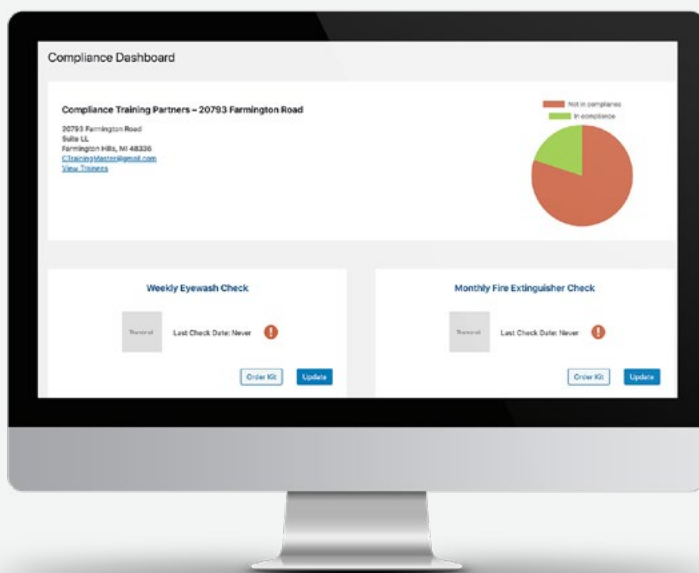 Compliance Dashboard
Compliance Training Partners – 20793 Farmington Road
20793 Farmington Road
Suite LL
Farmington Hills, MI 48336
CTrainingMaster@gmail.com
View Trainees
Not in compliance
In compliance
Weekly Eyewash Check
Last Check Date: Never
Order Kit
Update
Monthly Fire Extinguisher Check
Last Check Date: Never
Order Kit
Update